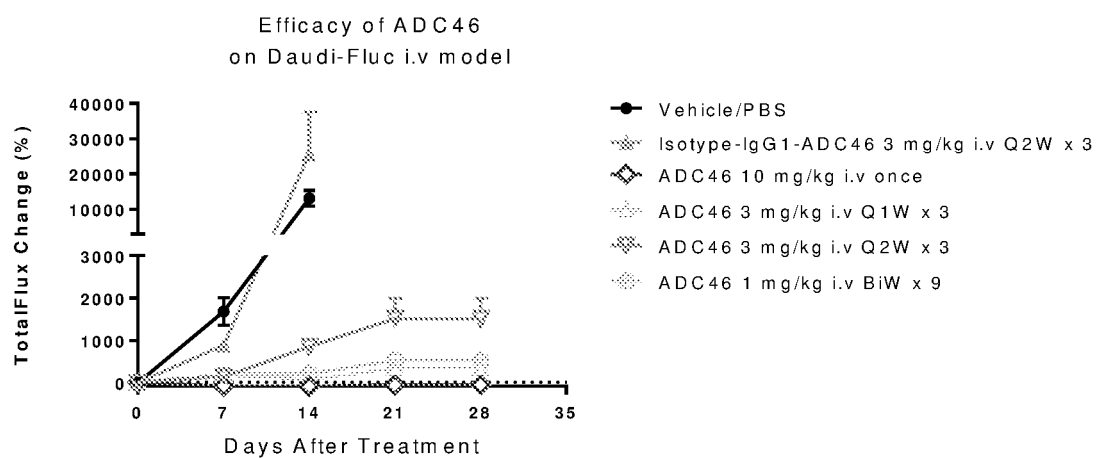 Efficacy of ADC46
on Daudi-Fluc i.v model
TotalFlux Change (%)
40000
30000
20000
10000
3000
2000
1000
0
0 7 14 21 28 35
Days After Treatment
Vehicle/PBS
Isotype-IgG1-ADC46 3 mg/kg i.v Q2W x 3
ADC46 10 mg/kg i.v once
ADC46 3 mg/kg i.v Q1W x 3
ADC46 3 mg/kg i.v Q2W x 3
ADC46 1 mg/kg i.v BiW x 9